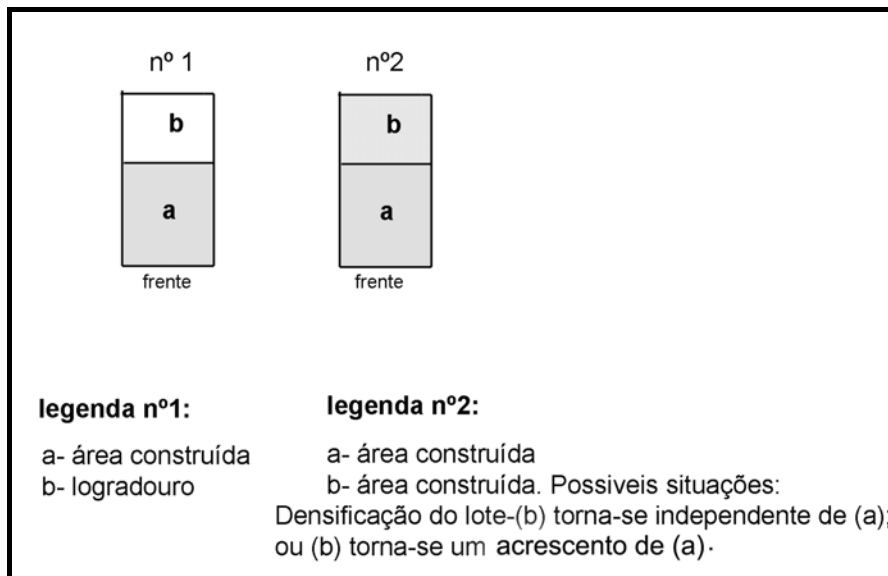 nº 1
nº2
b
b
a
a
frente
frente
legenda nº1:
a- área construída
b- logradouro
legenda nº2:
a- área construída
b- área construída. Possiveis situações:
Densificação do lote-(b) torna-se independente de (a);
ou (b) torna-se um acrescento de (a).